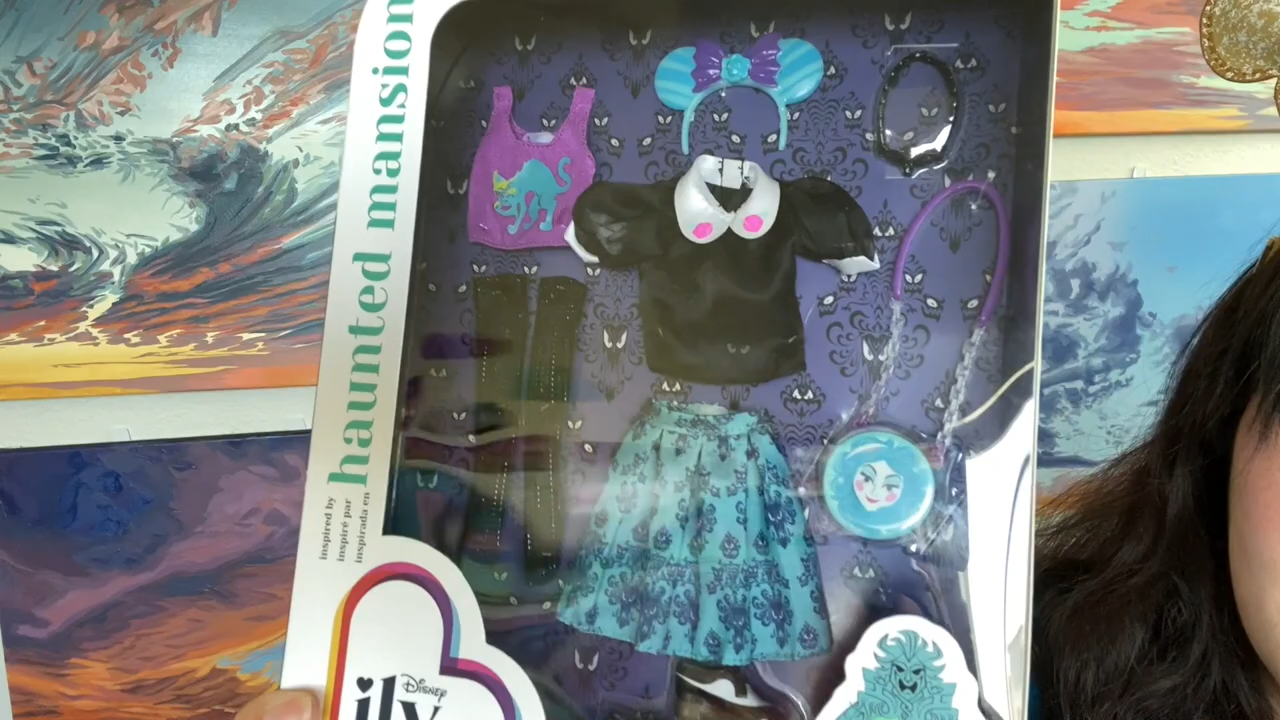 inspired by
inspiré par
inspirada en
haunted mansion
Disney
ily